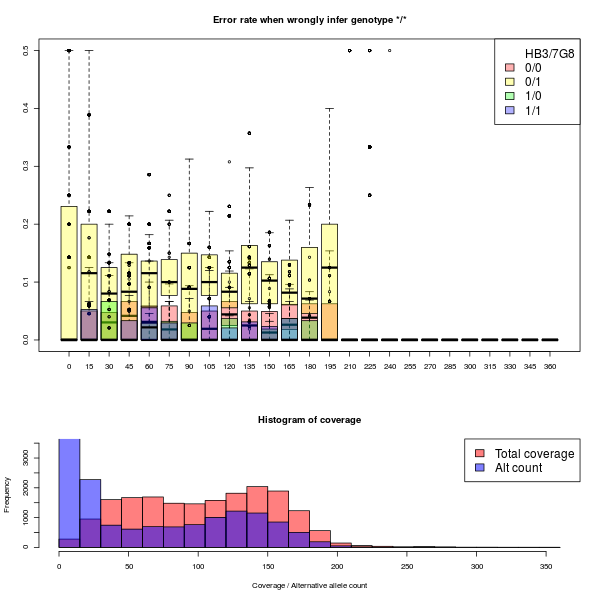 Error rate when wrongly infer genotype */*
0.5
0.4
0.3
0.2
0.1
0.0
HB3/7G8
0/0
0/1
1/0
1/1
0 15 30 45 60 75 90 105 120 135 150 165 180 195 210 225 240 255 270 285 300 315 330 345 360
Histogram of coverage
Frequency
3000
2000
1000
0
Total coverage
Alt count
0 50 100 150 200 250 300 350
Coverage / Alternative allele count